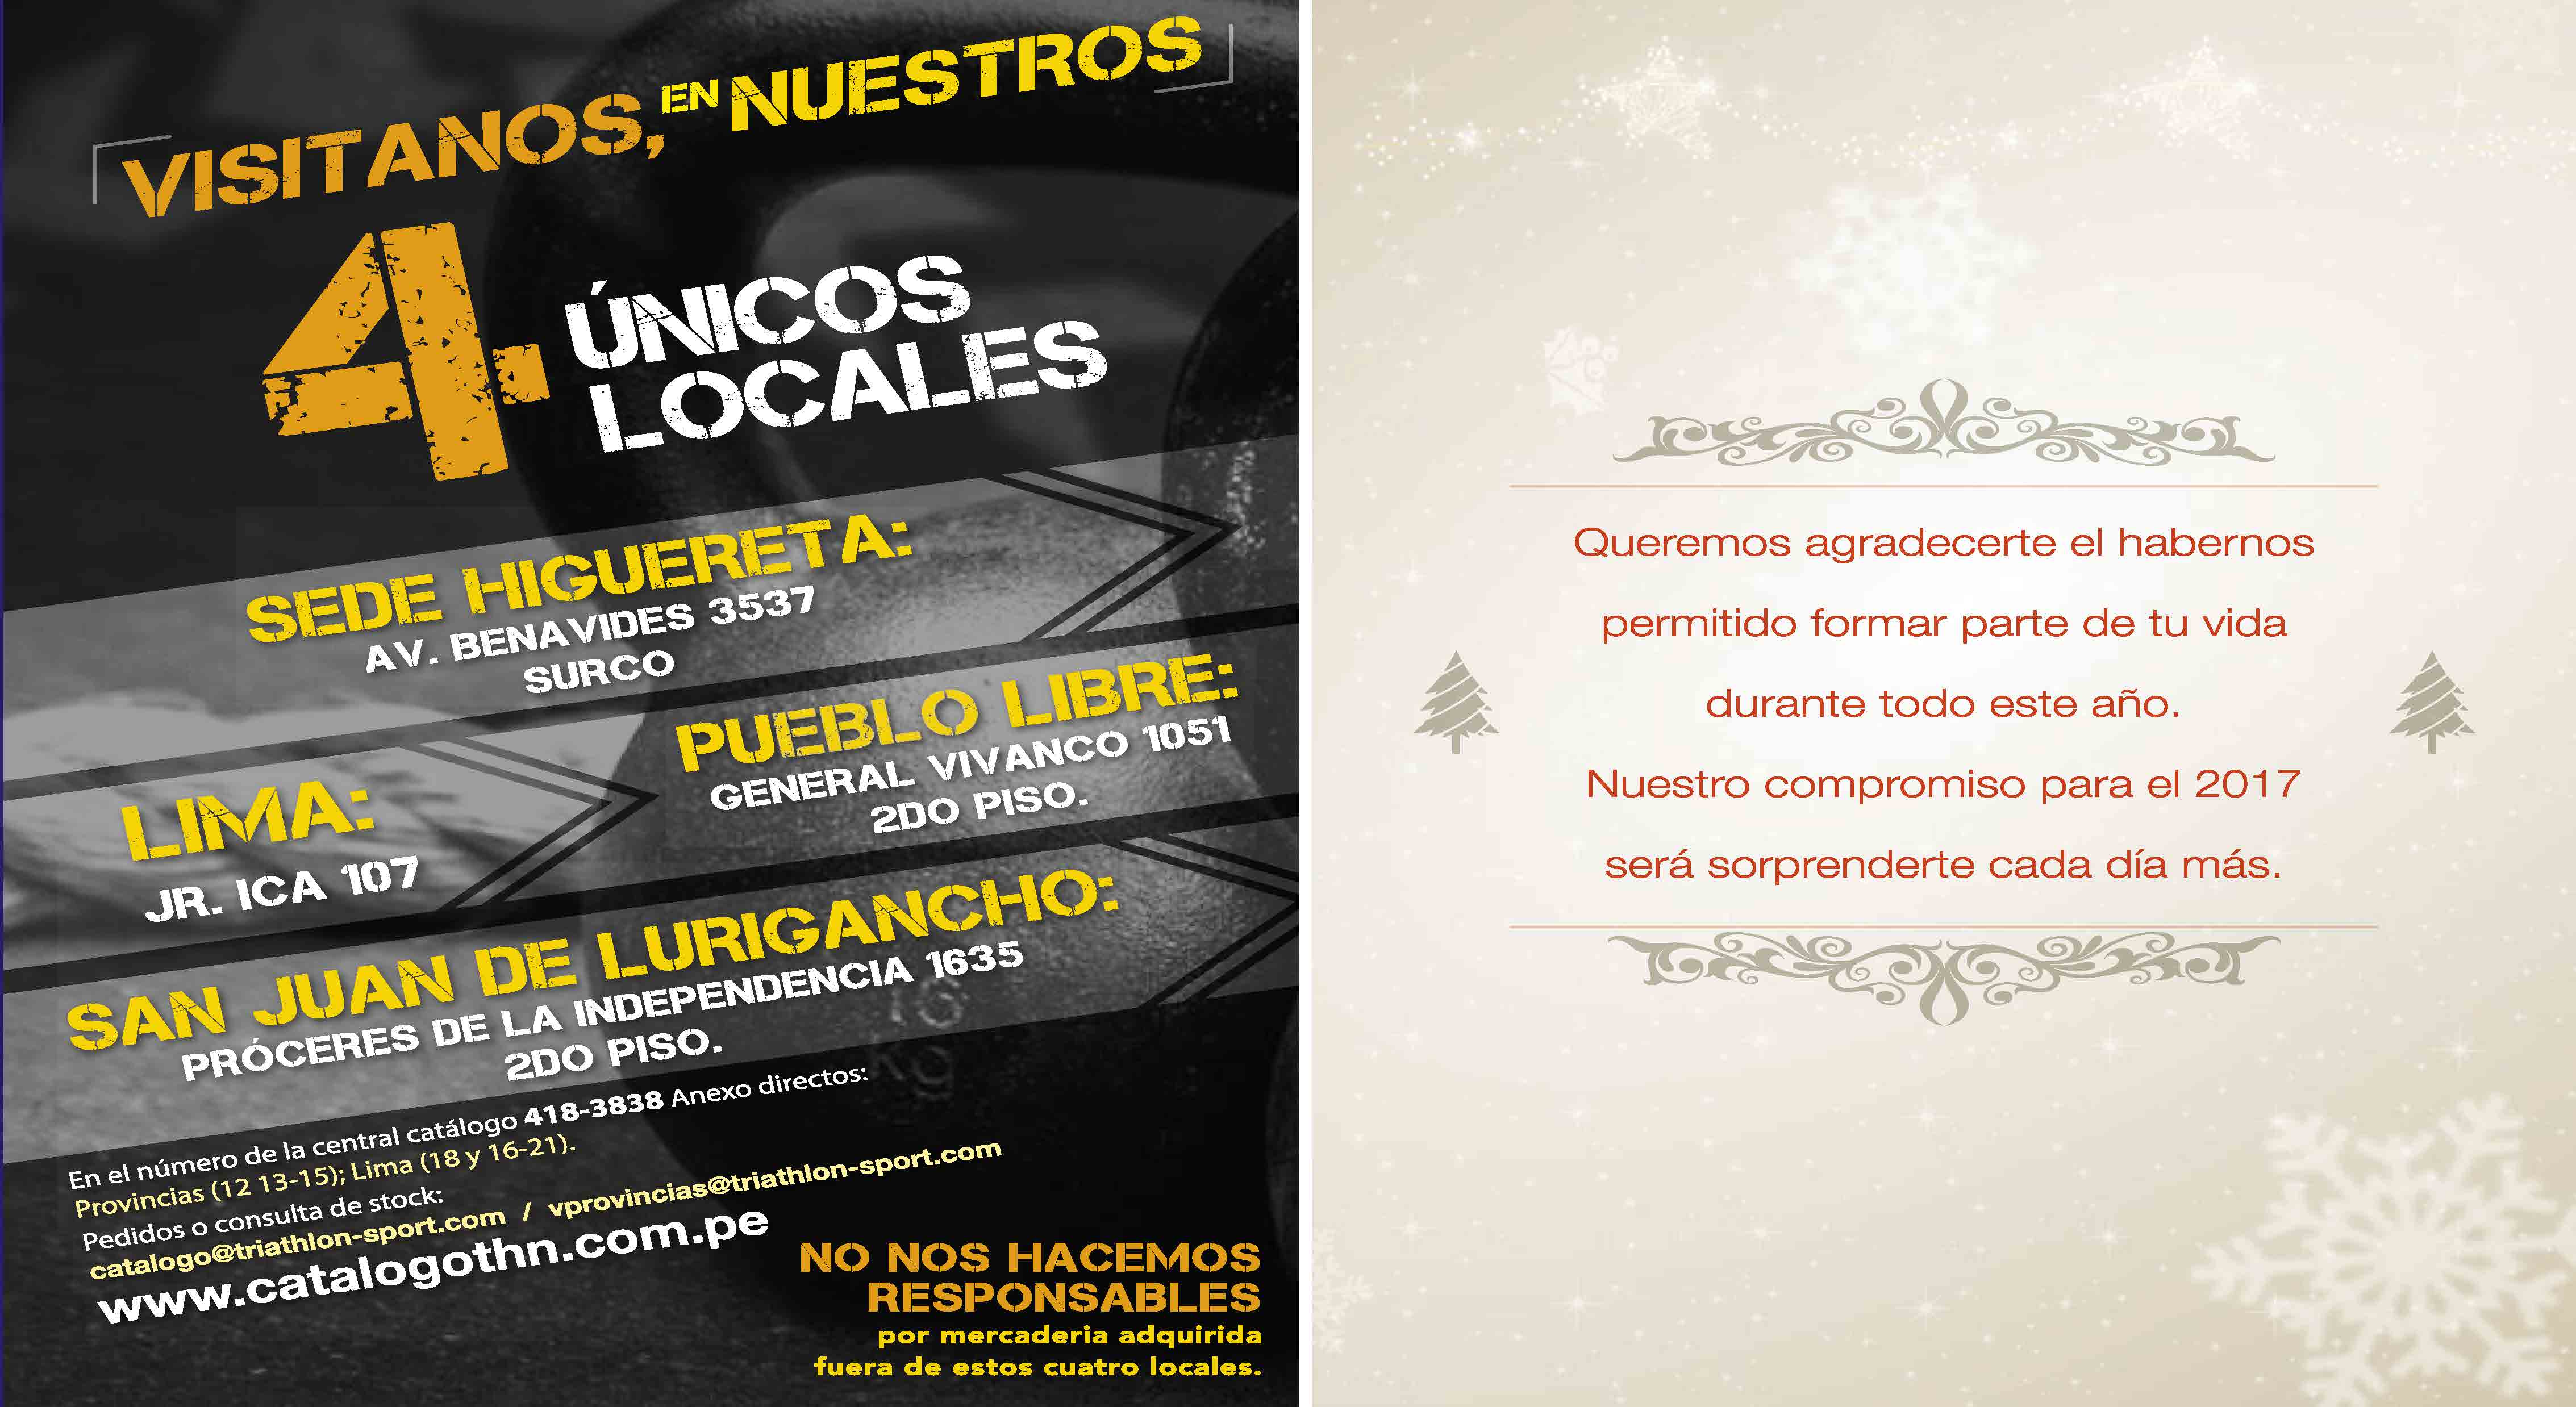 VISITANOS, EN NUESTROS
4 ÚNICOS
LOCALES
SEDE HIGUERETA:
AV. BENAVIDES 3537
SURCO
PUEBLO LIBRE:
GENERAL VIVANCO 1051
2DO PISO.
LIMA:
JR. ICA 107
SAN JUAN DE LURIGANCHO:
PRÓCERES DE LA INDEPENDENCIA 1635
2DO PISO.
16
kg
En el número de la central catálogo 418-3838 Anexo directos:
Provincias (12 13-15); Lima (18 y 16-21).
Pedidos o consulta de stock:
catalogo@triathlon-sport.com / vprovincias@triathlon-sport.com
www.catalogothn.com.pe
NO NOS HACEMOS
RESPONSABLES
por mercaderia adquirida
fuera de estos cuatro locales.
Queremos agradecerte el habernos
permitido formar parte de tu vida
durante todo este año.
Nuestro compromiso para el 2017
será sorprenderte cada día más.